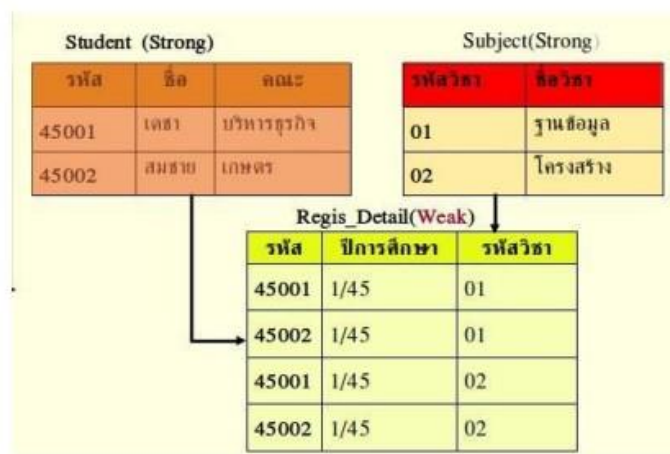 Student (Strong)
Subject(Strong)
รหัส ชื่อ คณะ
45001 เดชา บริหารธุรกิจ
45002 สมชาย เกษตร
รหัสวิชา ชื่อวิชา
01 ฐานข้อมูล
02 โครงสร้าง
Regis_Detail(Weak)
รหัส ปีการศึกษา รหัสวิชา
45001 1/45 01
45002 1/45 01
45001 1/45 02
45002 1/45 02